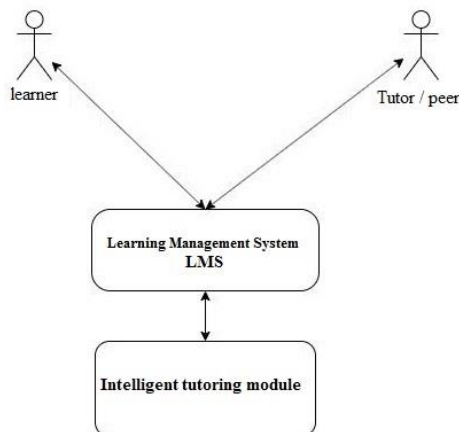 learner
Tutor / peer
Learning Management System
LMS
Intelligent tutoring module